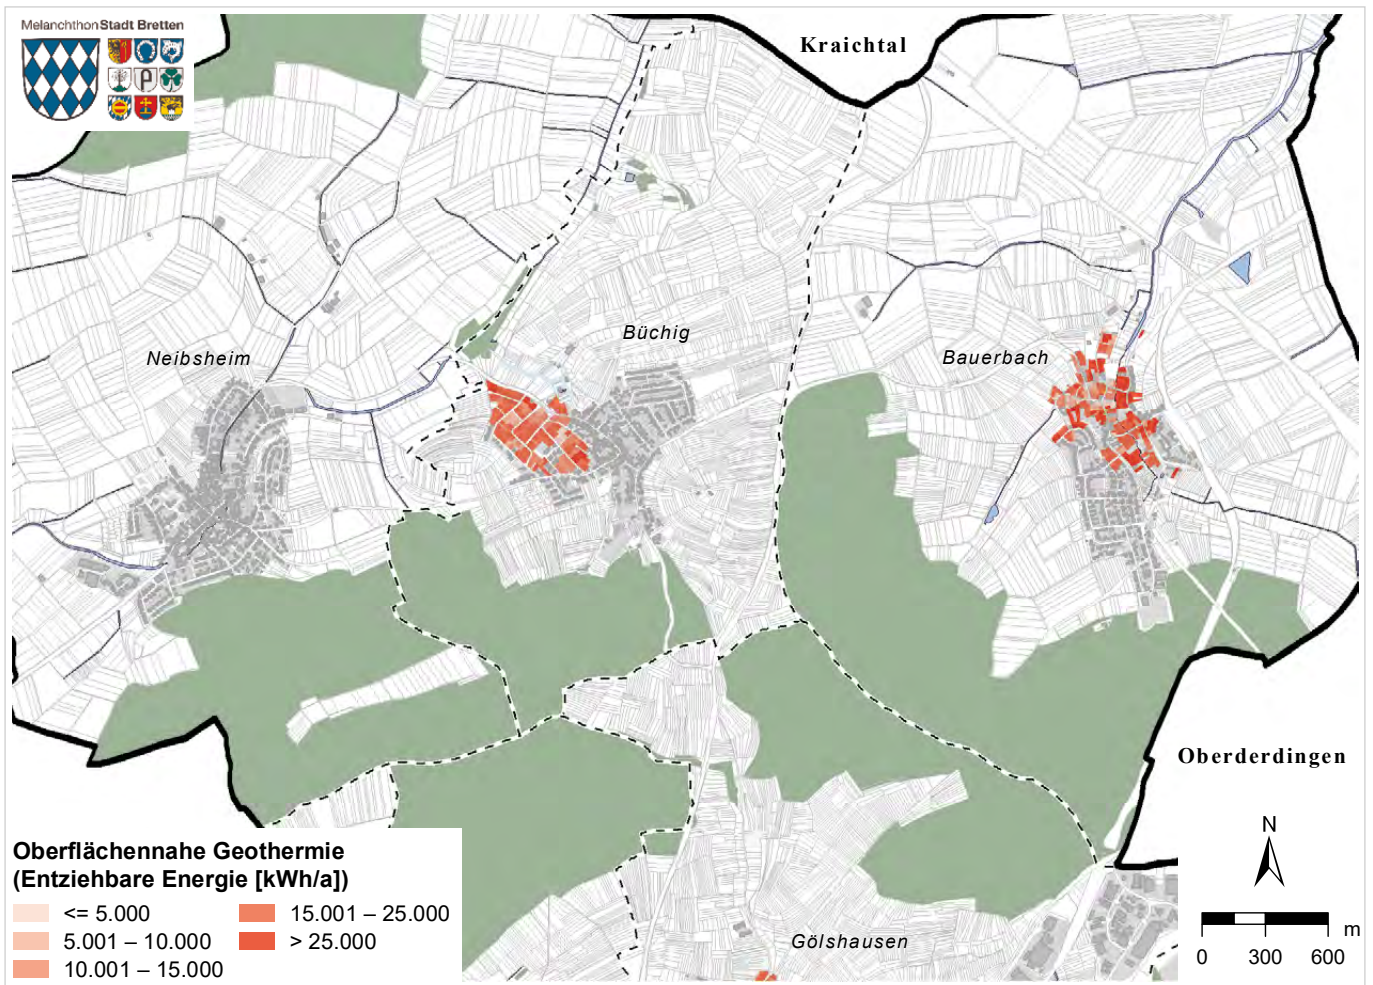 MelanchthonStadt Bretten
Kraichtal
Büchig
Neibsheim
Bauerbach
Oberderdingen
Gölshausen
Oberflächennahe Geothermie
(Entziehbare Energie [kWh/a])
<= 5.000
5.001 – 10.000
10.001 – 15.000
15.001 – 25.000
> 25.000
N
m
0 300 600